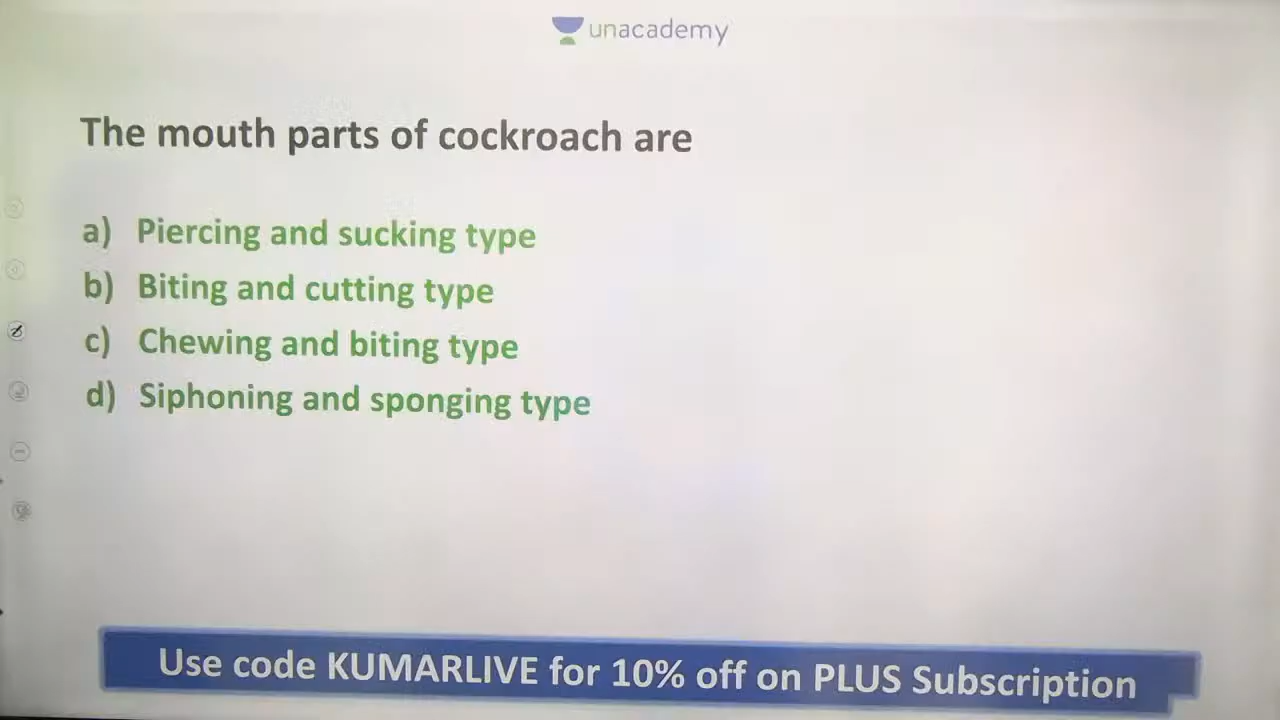 unacademy
The mouth parts of cockroach are
a) Piercing and sucking type
b) Biting and cutting type
c) Chewing and biting type
d) Siphoning and sponging type
Use code KUMARLIVE for 10% off on PLUS Subscription